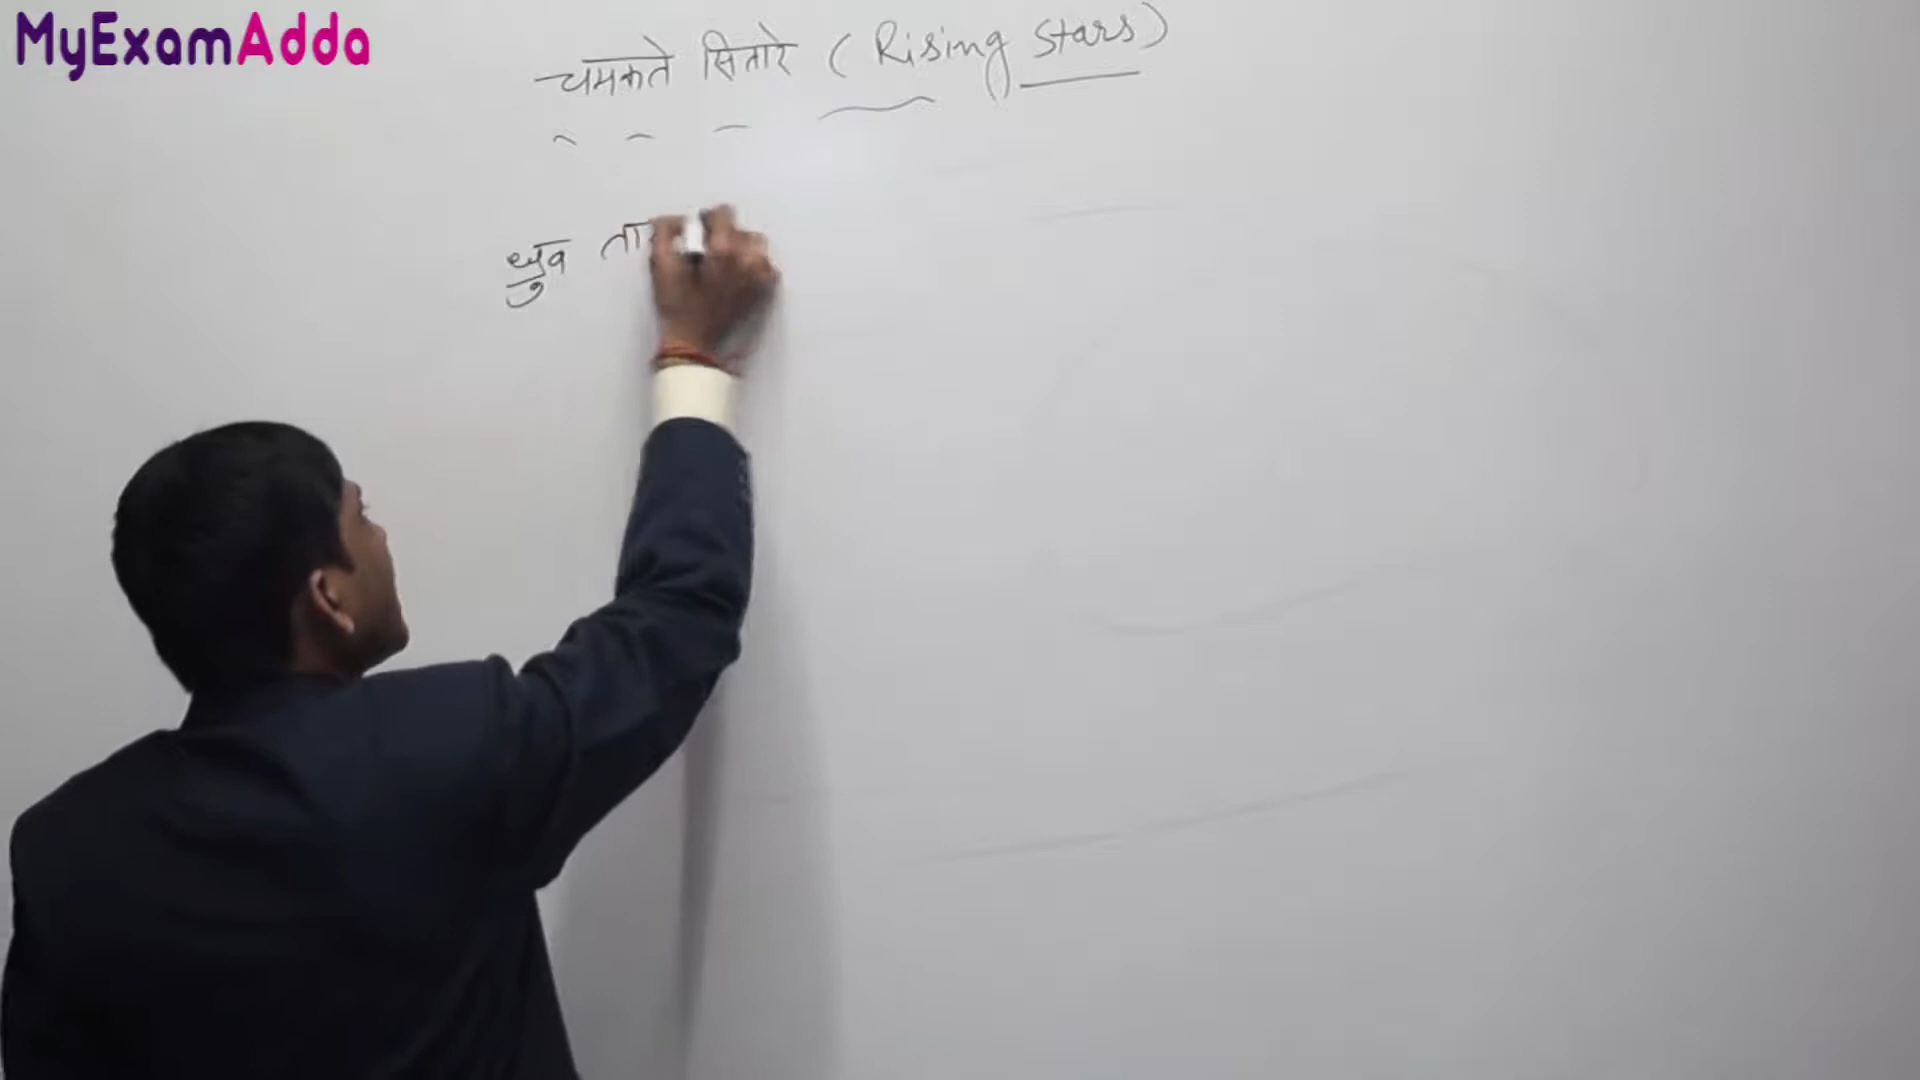 MyExamAdda
चमकते सितारे ( Rising Stars )
ध्रुव